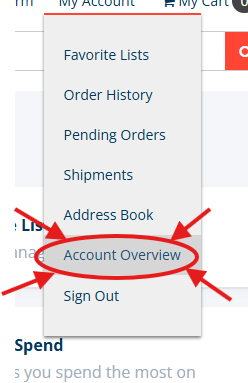 My Account
My Cart
Favorite Lists
Order History
Pending Orders
Shipments
Address Book
Account Overview
Sign Out
Spend
you spend the most on